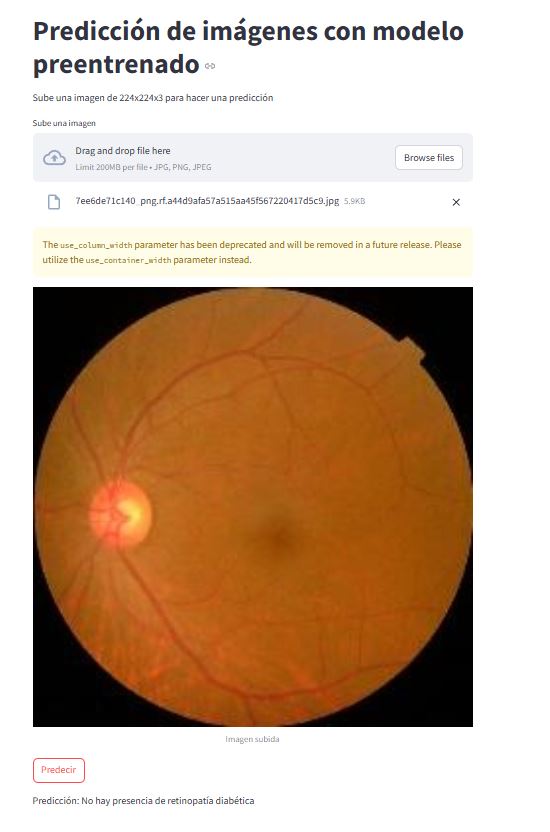 Predicción de imágenes con modelo
preentrenado
Sube una imagen de 224x224x3 para hacer una predicción
Sube una imagen
Drag and drop file here
Limit 200MB per file • JPG, PNG, JPEG
Browse files
7ee6de71c140_png.rf.a44d9afa57a515aa45f567220417d5c9.jpg 5.9KB
The use_column_width parameter has been deprecated and will be removed in a future release. Please
utilize the use_container_width parameter instead.
Imagen subida
Predecir
Predicción: No hay presencia de retinopatía diabética